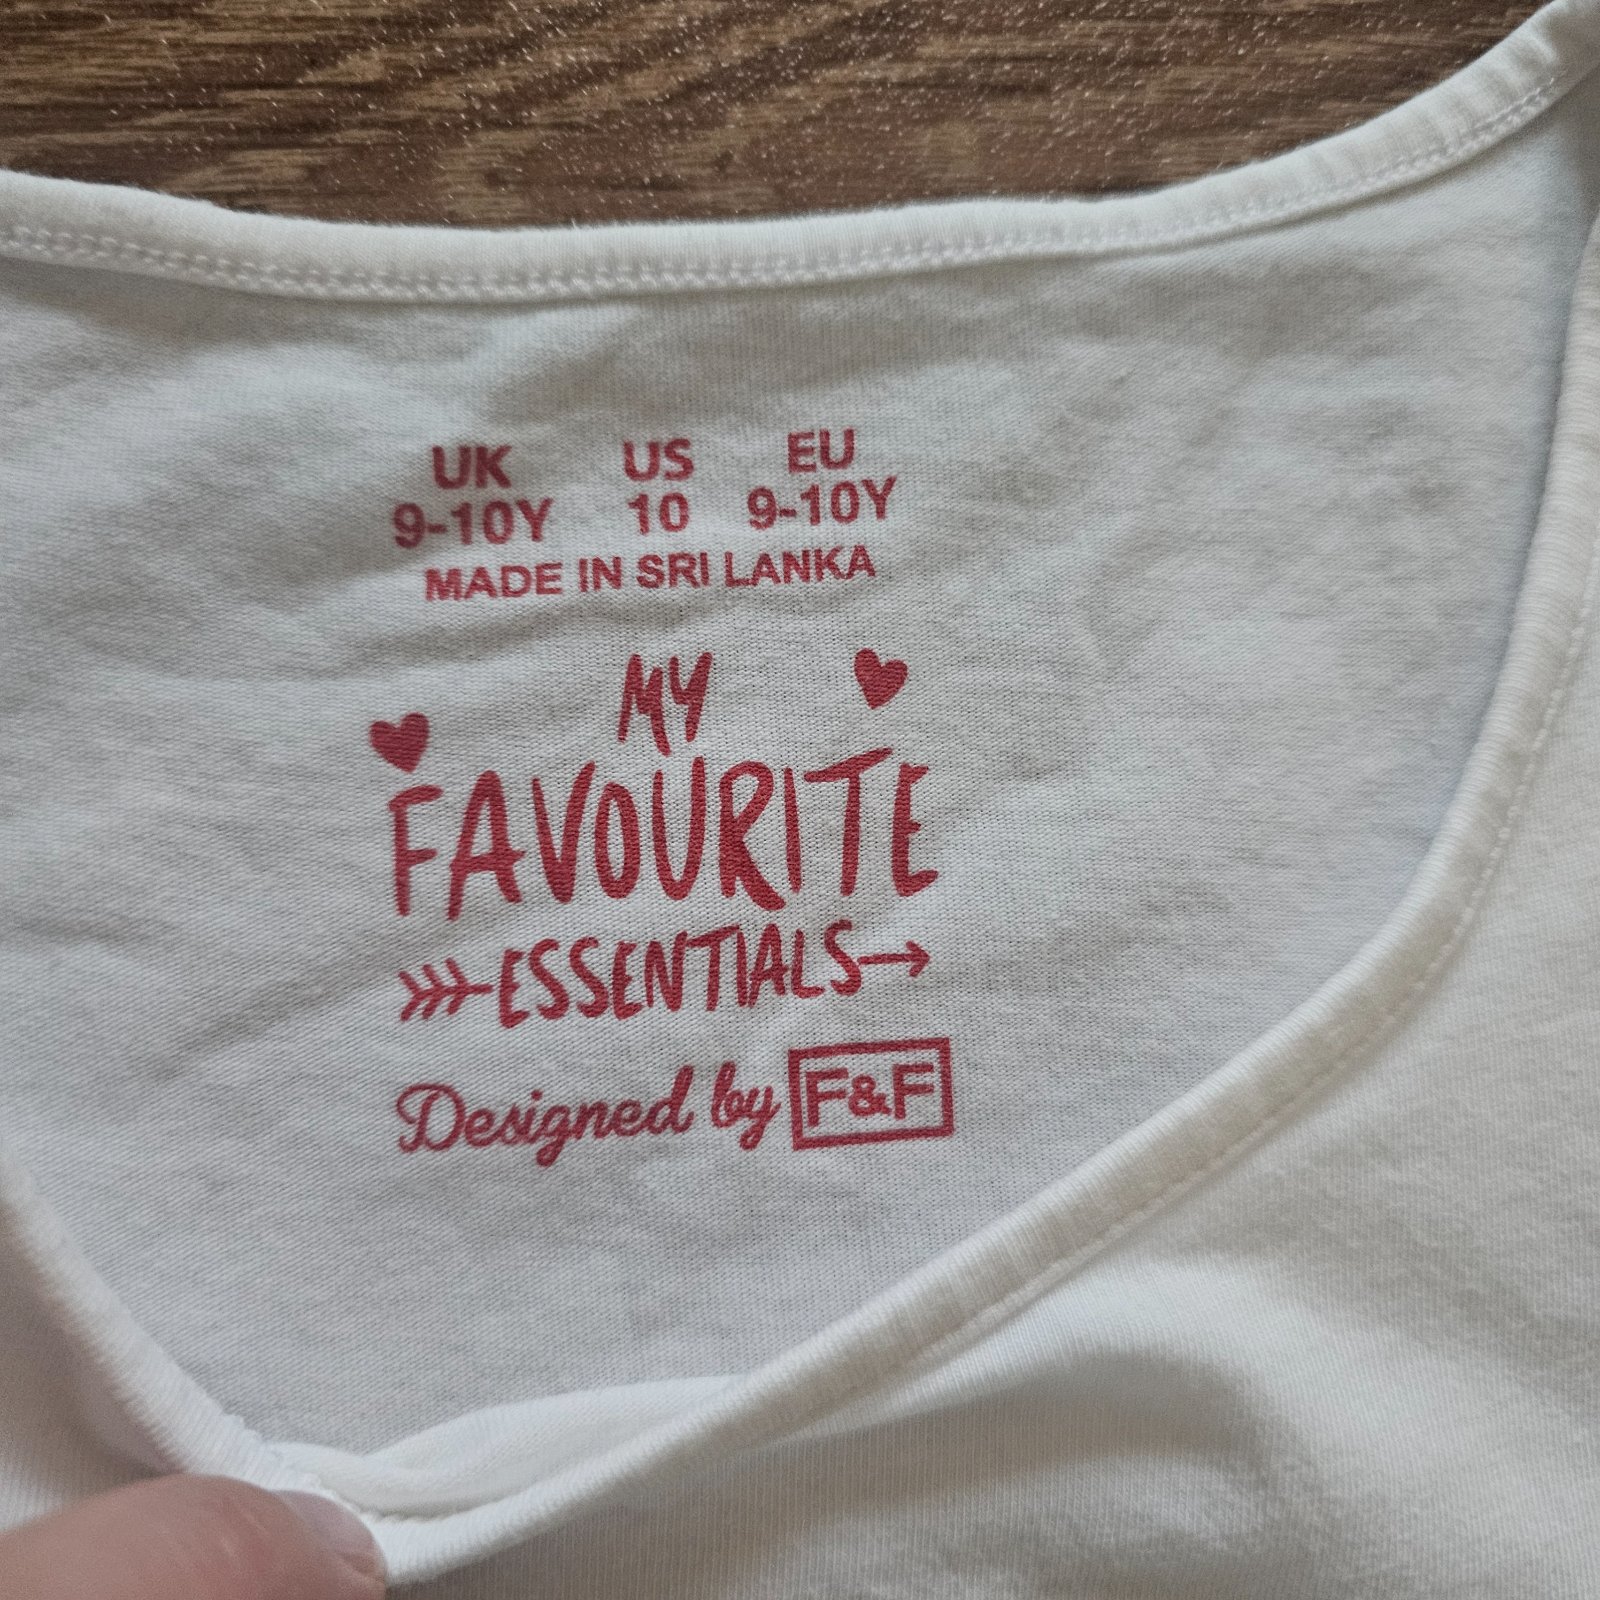 UK US EU
9-10Y 10 9-10Y
MADE IN SRI LANKA
MY
FAVOURITE
ESSENTIALS
Designed by F&F